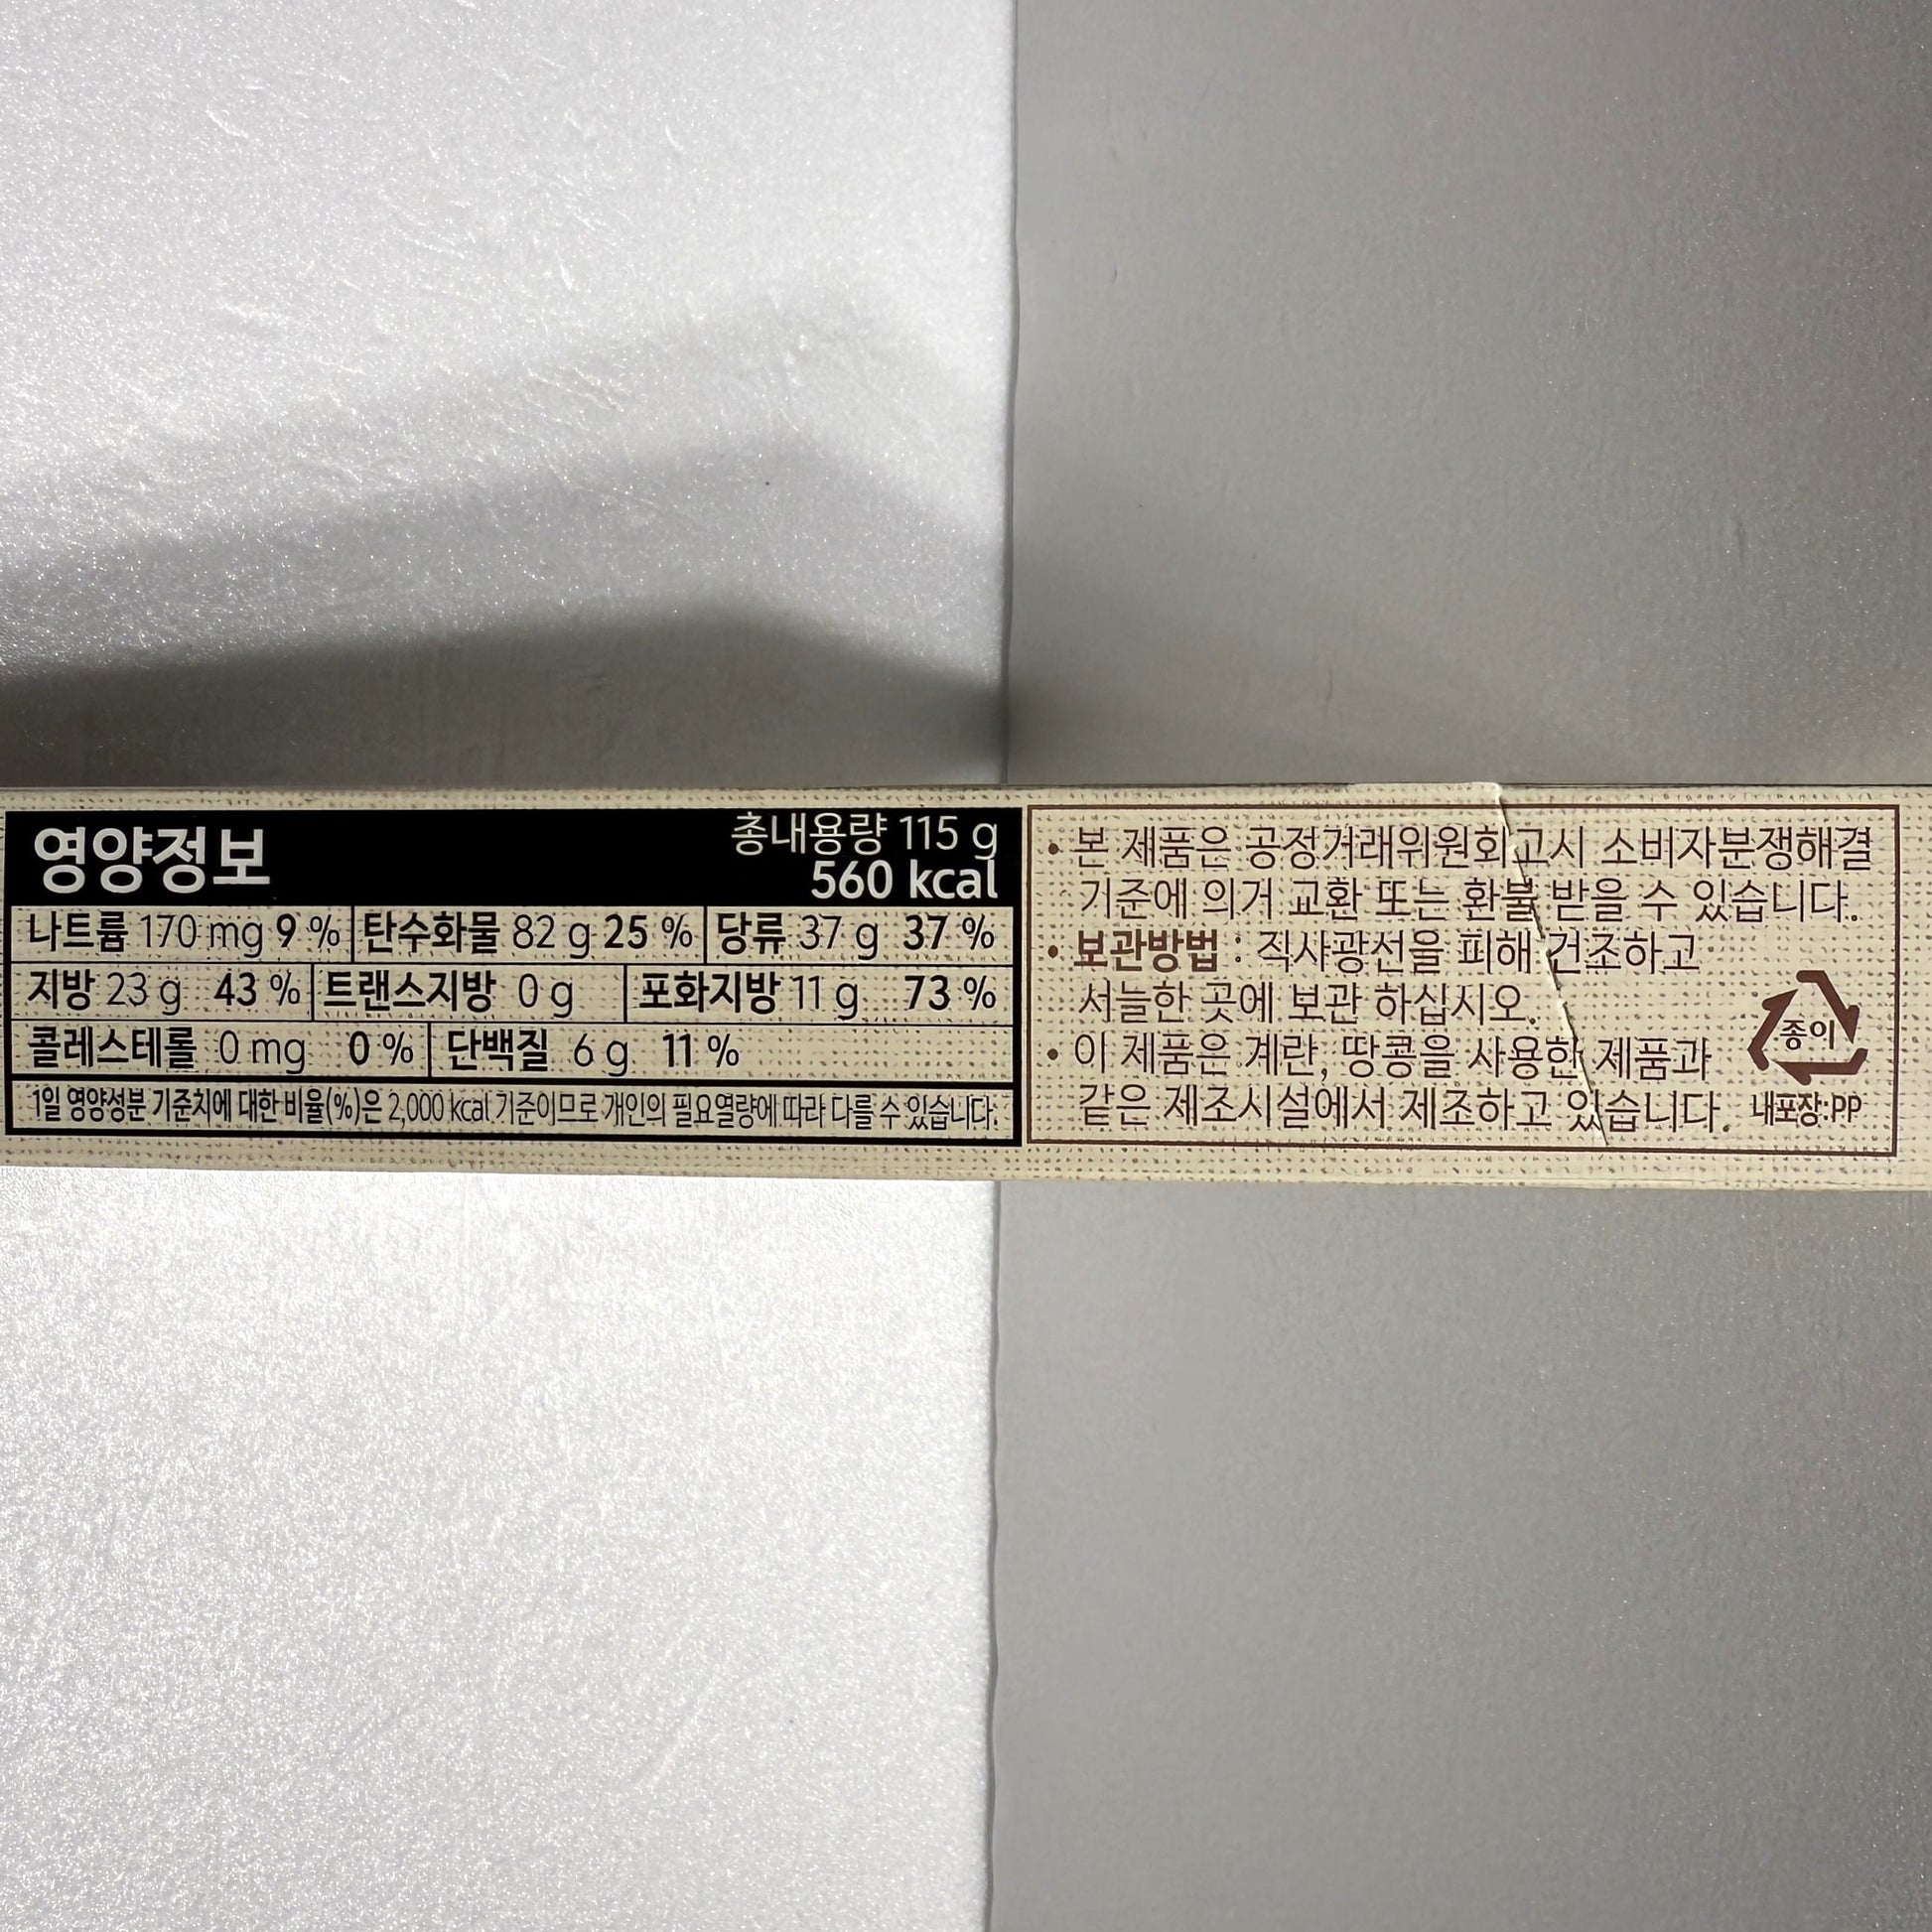 영양정보
총내용량 115 g
560 kcal
나트륨 170 mg 9 % 탄수화물 82 g 25 % 당류 37 g 37 %
지방 23 g 43 % 트랜스지방 0 g 포화지방 11 g 73 %
콜레스테롤 0 mg 0 % 단백질 6 g 11 %
1일 영양성분 기준치에 대한 비율(%)은 2,000 kcal 기준이므로 개인의 필요열량에 따라 다를 수 있습니다.
• 본 제품은 공정거래위원회고시 소비자분쟁해결
기준에 의거 교환 또는 환불 받을 수 있습니다.
• 보관방법 : 직사광선을 피해 건조하고
서늘한 곳에 보관 하십시오.
• 이 제품은 계란, 땅콩을 사용한 제품과
같은 제조시설에서 제조하고 있습니다.
종이
내포장:PP